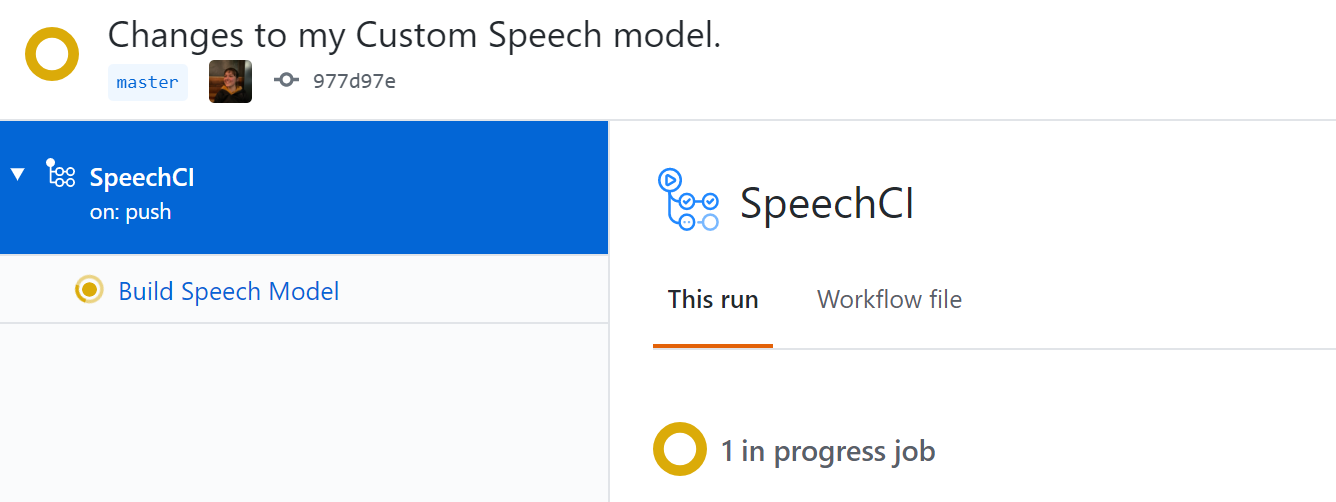 Changes to my Custom Speech model.
master 977d97e
SpeechCI
on: push
Build Speech Model
SpeechCI
This run Workflow file
1 in progress job